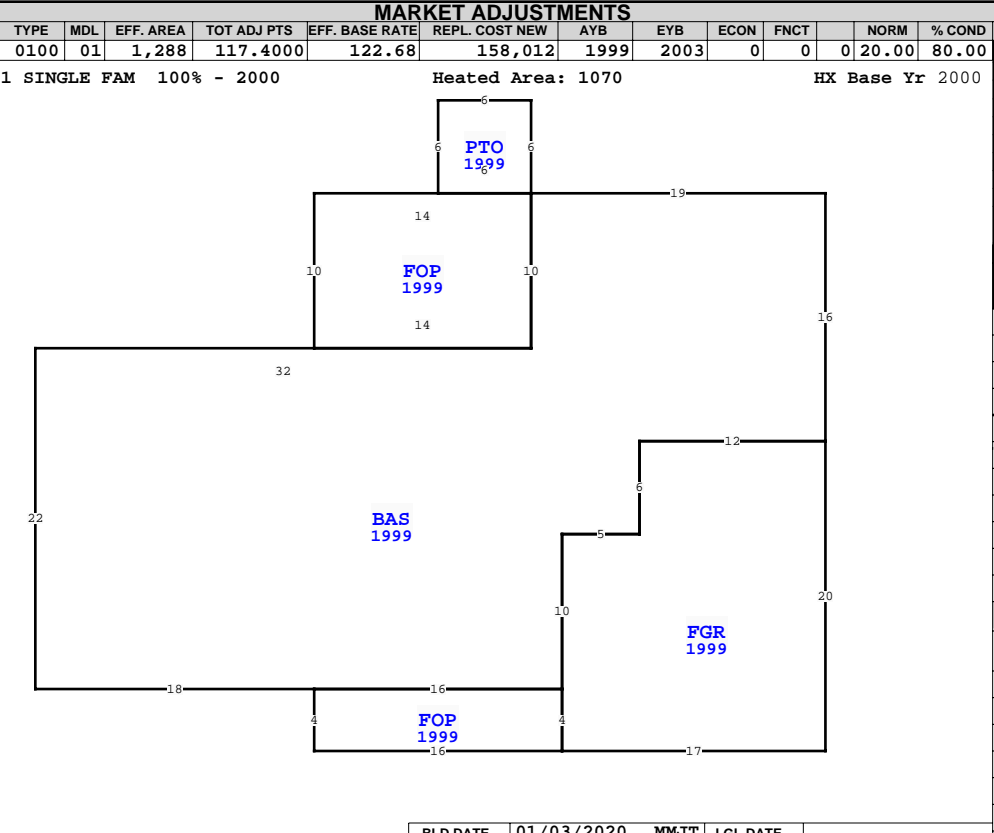 MARKET ADJUSTMENTS
TYPE MDL EFF. AREA TOT ADJ PTS EFF. BASE RATE REPL. COST NEW AYB EYB ECON FNCT NORM % COND
0100 01 1,288 117.4000 122.68 158,012 1999 2003 0 0 0 20.00 80.00
1 SINGLE FAM 100% - 2000 Heated Area: 1070 HX Base Yr 2000
6
6 PTO 6
1999
6
19
14
10 FOP 10
1999
16
14
32
12
6
22 BAS
1999
5
20
10
FGR
1999
18 16
4 FOP 4
1999
16 17
BLD DATE 01/03/2020 MMJT LGL DATE